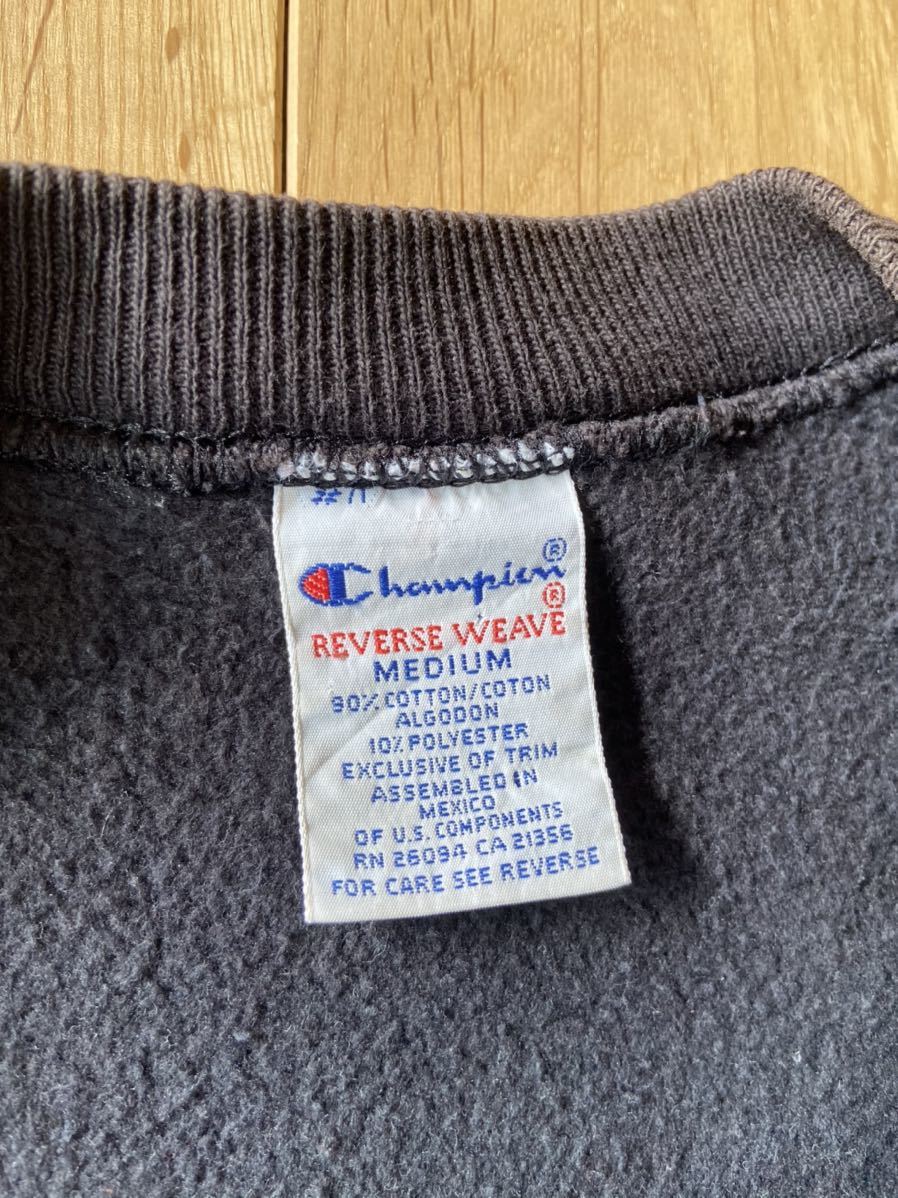 Champion®
REVERSE WEAVE®
MEDIUM
90% COTTON/COTON
ALGODON
10% POLYESTER
EXCLUSIVE OF TRIM
ASSEMBLED IN
MEXICO
OF U.S. COMPONENTS
RN 26094 CA 21356
FOR CARE SEE REVERSE